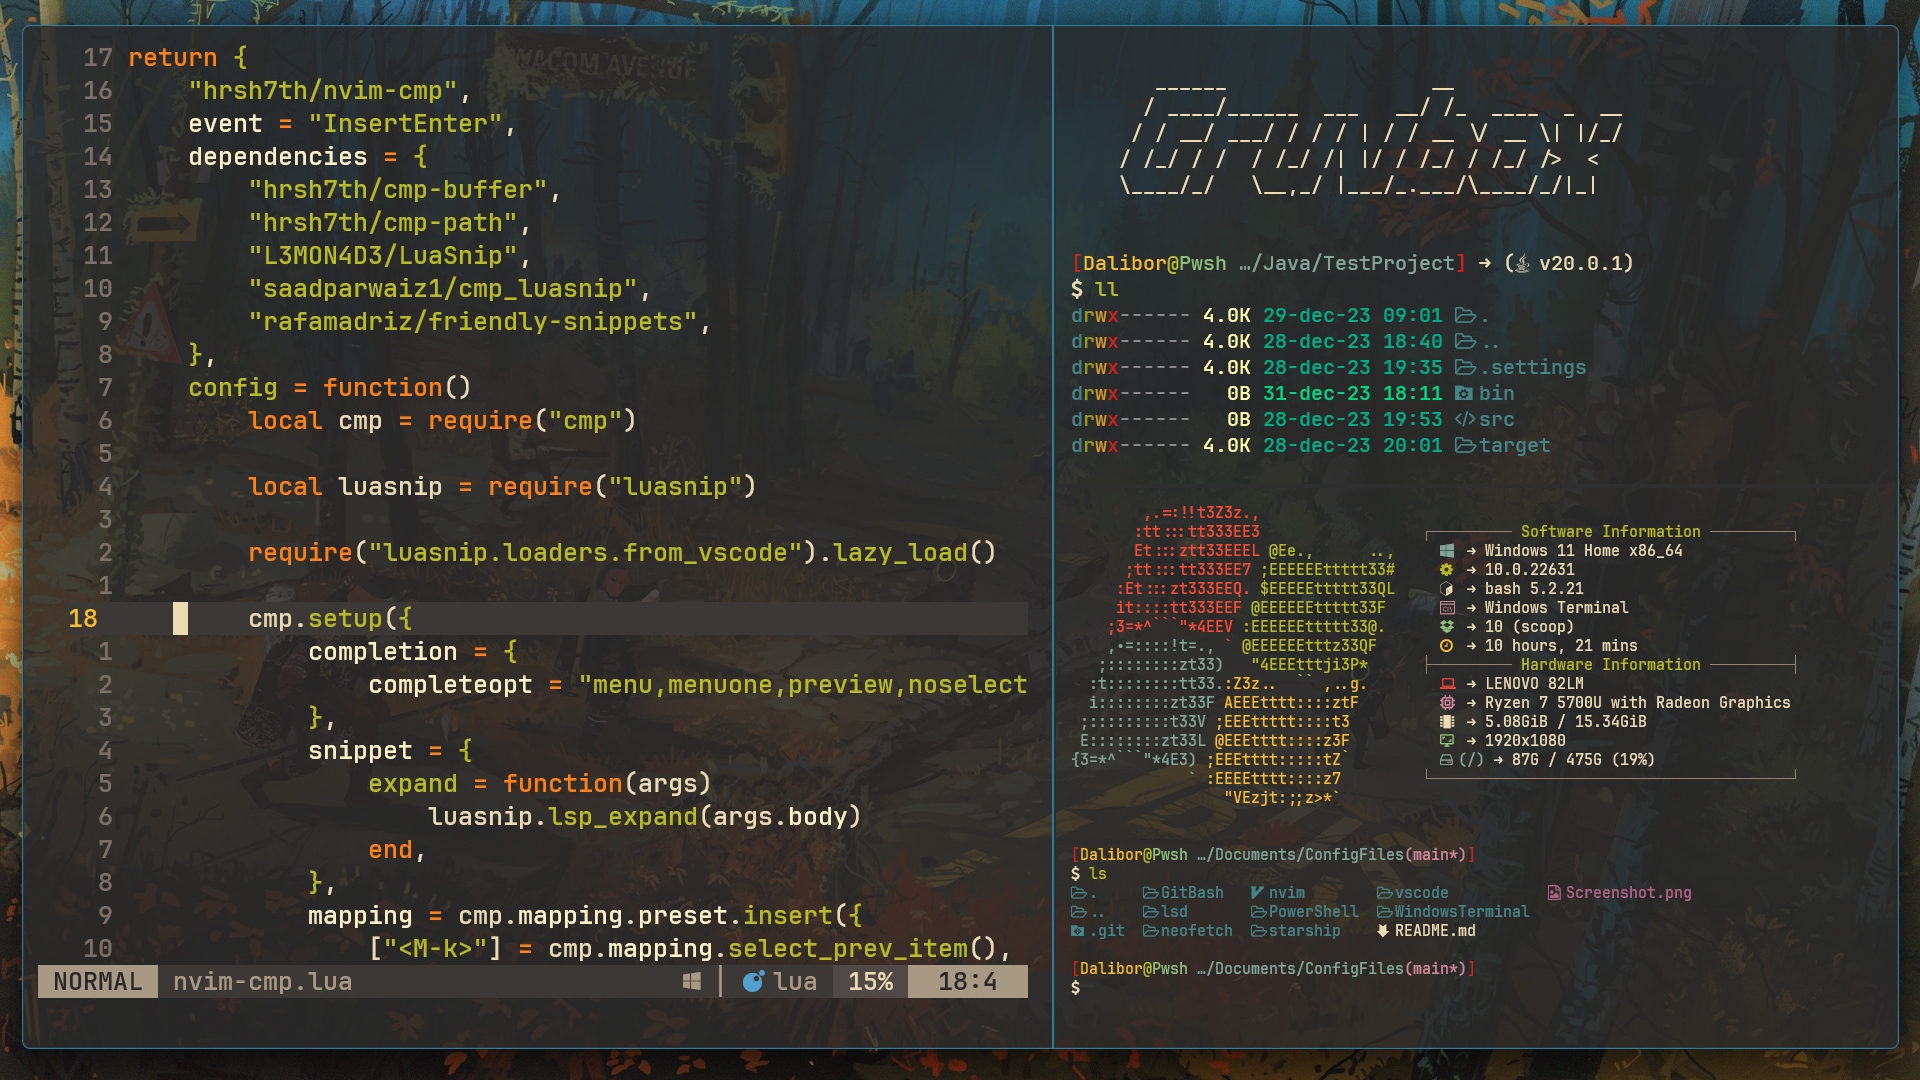 WACOM AVENUE
17 return {
16 "hrsh7th/nvim-cmp",
15 event = "InsertEnter",
14 dependencies = {
13 "hrsh7th/cmp-buffer",
12 "hrsh7th/cmp-path",
11 "L3MON4D3/LuaSnip",
10 "saadparwaiz1/cmp_luasnip",
9 "rafamadriz/friendly-snippets",
8 },
7 config = function()
6 local cmp = require("cmp")
5
4 local luasnip = require("luasnip")
3
2 require("luasnip.loaders.from_vscode").lazy_load()
1
18 cmp.setup({
1 completion = {
2 completeopt = "menu,menuone,preview,noselect
3 },
4 snippet = {
5 expand = function(args)
6 luasnip.lsp_expand(args.body)
7 end,
8 },
9 mapping = cmp.mapping.preset.insert({
10 ["<M-k>"] = cmp.mapping.select_prev_item(),
NORMAL nvim-cmp.lua lua 15% 18:4
Gruvbox
[Dalibor@Pwsh …/Java/TestProject] → (v20.0.1)
$ ll
drwx------ 4.0K 29-dec-23 09:01 .
drwx------ 4.0K 28-dec-23 18:40 ..
drwx------ 4.0K 28-dec-23 19:35 .settings
drwx------ 0B 31-dec-23 18:11 bin
drwx------ 0B 28-dec-23 19:53 src
drwx------ 4.0K 28-dec-23 20:01 target
Software Information
→ Windows 11 Home x86_64
→ 10.0.22631
→ bash 5.2.21
→ Windows Terminal
→ 10 (scoop)
→ 10 hours, 21 mins
Hardware Information
→ LENOVO 82LM
→ Ryzen 7 5700U with Radeon Graphics
→ 5.08GiB / 15.34GiB
→ 1920x1080
(/) → 87G / 475G (19%)
[Dalibor@Pwsh …/Documents/ConfigFiles(main*)]
$ ls
. GitBash nvim vscode Screenshot.png
.. lsd PowerShell WindowsTerminal
.git neofetch starship README.md
[Dalibor@Pwsh …/Documents/ConfigFiles(main*)]
$